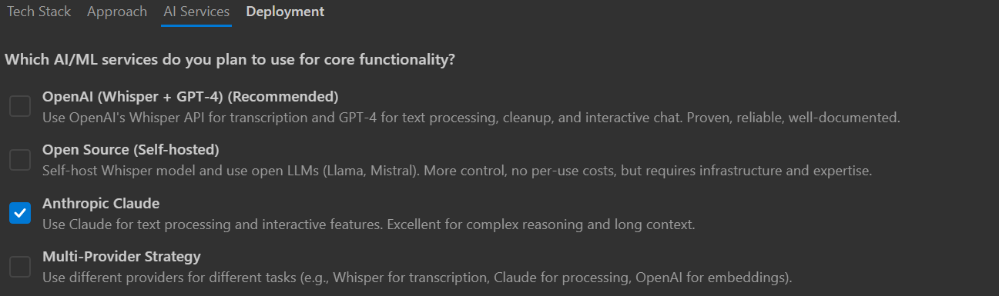 Tech Stack Approach AI Services Deployment
Which AI/ML services do you plan to use for core functionality?
OpenAI (Whisper + GPT-4) (Recommended)
Use OpenAI's Whisper API for transcription and GPT-4 for text processing, cleanup, and interactive chat. Proven, reliable, well-documented.
Open Source (Self-hosted)
Self-host Whisper model and use open LLMs (Llama, Mistral). More control, no per-use costs, but requires infrastructure and expertise.
Anthropic Claude
Use Claude for text processing and interactive features. Excellent for complex reasoning and long context.
Multi-Provider Strategy
Use different providers for different tasks (e.g., Whisper for transcription, Claude for processing, OpenAI for embeddings).